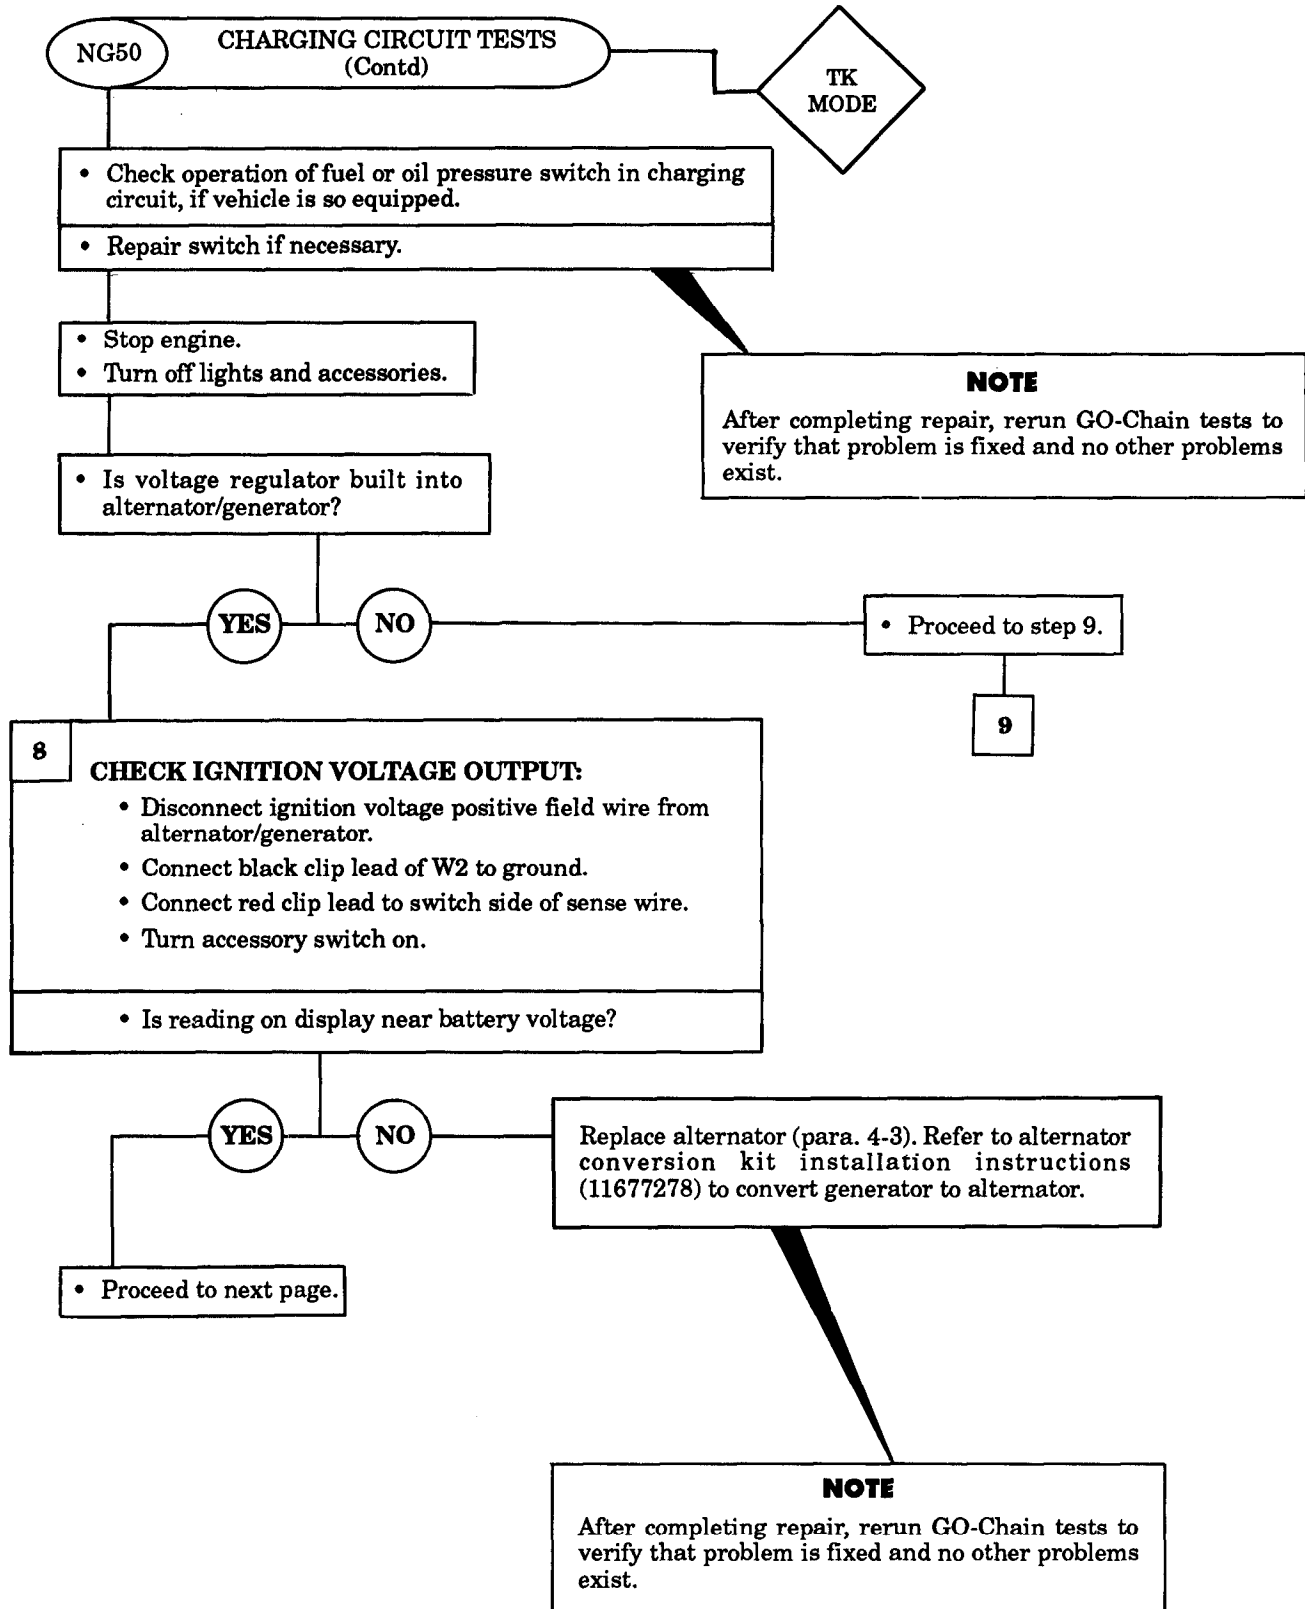 NG50
CHARGING CIRCUIT TESTS
(Contd)
TK
MODE
• Check operation of fuel or oil pressure switch in charging
circuit, if vehicle is so equipped.
• Repair switch if necessary.
• Stop engine.
• Turn off lights and accessories.
NOTE
After completing repair, rerun GO-Chain tests to
verify that problem is fixed and no other problems
exist.
• Is voltage regulator built into
alternator/generator?
YES
NO
• Proceed to step 9.
9
8
CHECK IGNITION VOLTAGE OUTPUT:
• Disconnect ignition voltage positive field wire from
alternator/generator.
• Connect black clip lead of W2 to ground.
• Connect red clip lead to switch side of sense wire.
• Turn accessory switch on.
• Is reading on display near battery voltage?
YES
NO
Replace alternator (para. 4-3). Refer to alternator
conversion kit installation instructions
(11677278) to convert generator to alternator.
• Proceed to next page.
NOTE
After completing repair, rerun GO-Chain tests to
verify that problem is fixed and no other problems
exist.